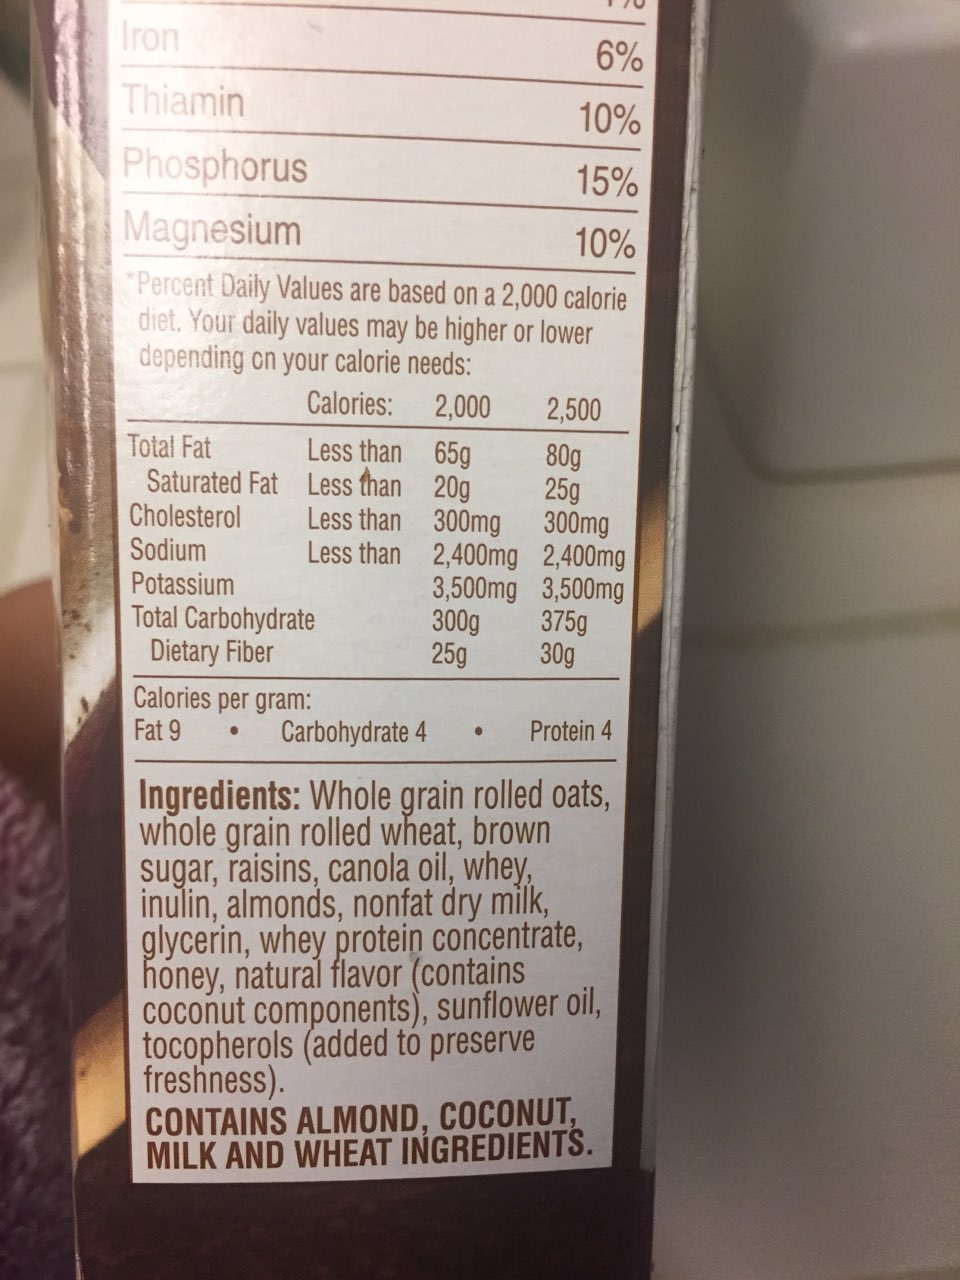 Iron 6%
Thiamin 10%
Phosphorus 15%
Magnesium 10%
*Percent Daily Values are based on a 2,000 calorie
diet. Your daily values may be higher or lower
depending on your calorie needs:
Calories: 2,000 2,500
Total Fat Less than 65g 80g
Saturated Fat Less than 20g 25g
Cholesterol Less than 300mg 300mg
Sodium Less than 2,400mg 2,400mg
Potassium 3,500mg 3,500mg
Total Carbohydrate 300g 375g
Dietary Fiber 25g 30g
Calories per gram:
Fat 9 • Carbohydrate 4 • Protein 4
Ingredients: Whole grain rolled oats,
whole grain rolled wheat, brown
sugar, raisins, canola oil, whey,
inulin, almonds, nonfat dry milk,
glycerin, whey protein concentrate,
honey, natural flavor (contains
coconut components), sunflower oil,
tocopherols (added to preserve
freshness).
CONTAINS ALMOND, COCONUT,
MILK AND WHEAT INGREDIENTS.